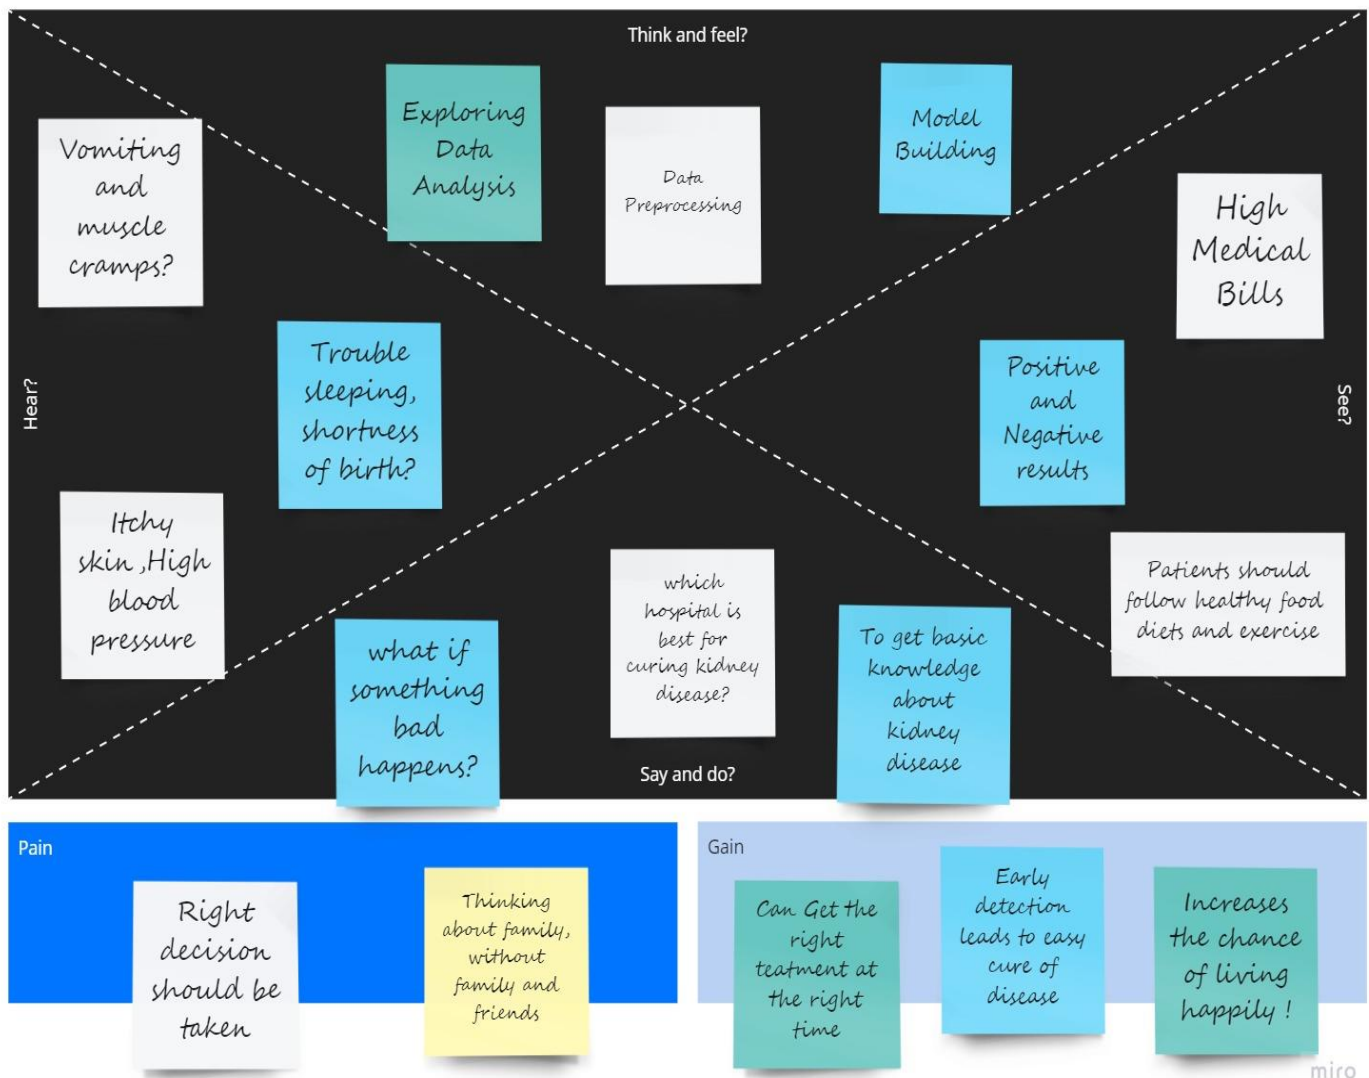 Think and feel?
Exploring
Data
Analysis
Data
Preprocessing
Model
Building
Hear?
Vomiting
and
muscle
cramps?
Trouble
sleeping,
shortness
of birth?
Itchy
skin ,High
blood
pressure
See?
High
Medical
Bills
Positive
and
Negative
results
Patients should
follow healthy food
diets and exercise
what if
something
bad
happens?
which
hospital is
best for
curing kidney
disease?
To get basic
knowledge
about
kidney
disease
Say and do?
Pain
Right
decision
should be
taken
Thinking
about family,
without
family and
friends
Gain
Can Get the
right
teatment at
the right
time
Early
detection
leads to easy
cure of
disease
Increases
the chance
of living
happily !
miro